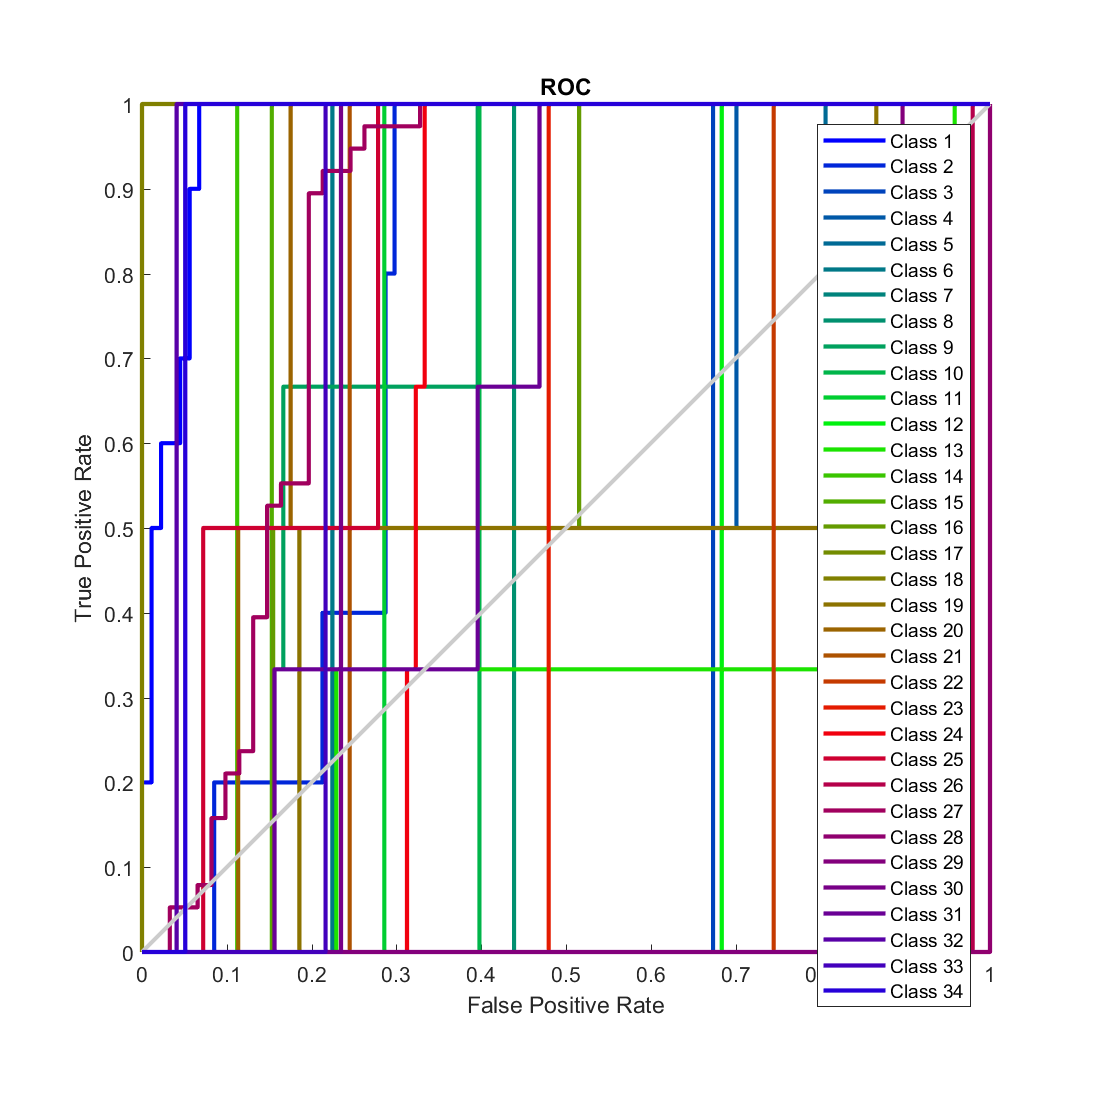 ROC
1
0.9
0.8
0.7
0.6
0.5
0.4
0.3
0.2
0.1
0
True Positive Rate
0 0.1 0.2 0.3 0.4 0.5 0.6 0.7 1
False Positive Rate
Class 1
Class 2
Class 3
Class 4
Class 5
Class 6
Class 7
Class 8
Class 9
Class 10
Class 11
Class 12
Class 13
Class 14
Class 15
Class 16
Class 17
Class 18
Class 19
Class 20
Class 21
Class 22
Class 23
Class 24
Class 25
Class 26
Class 27
Class 28
Class 29
Class 30
Class 31
Class 32
Class 33
Class 34